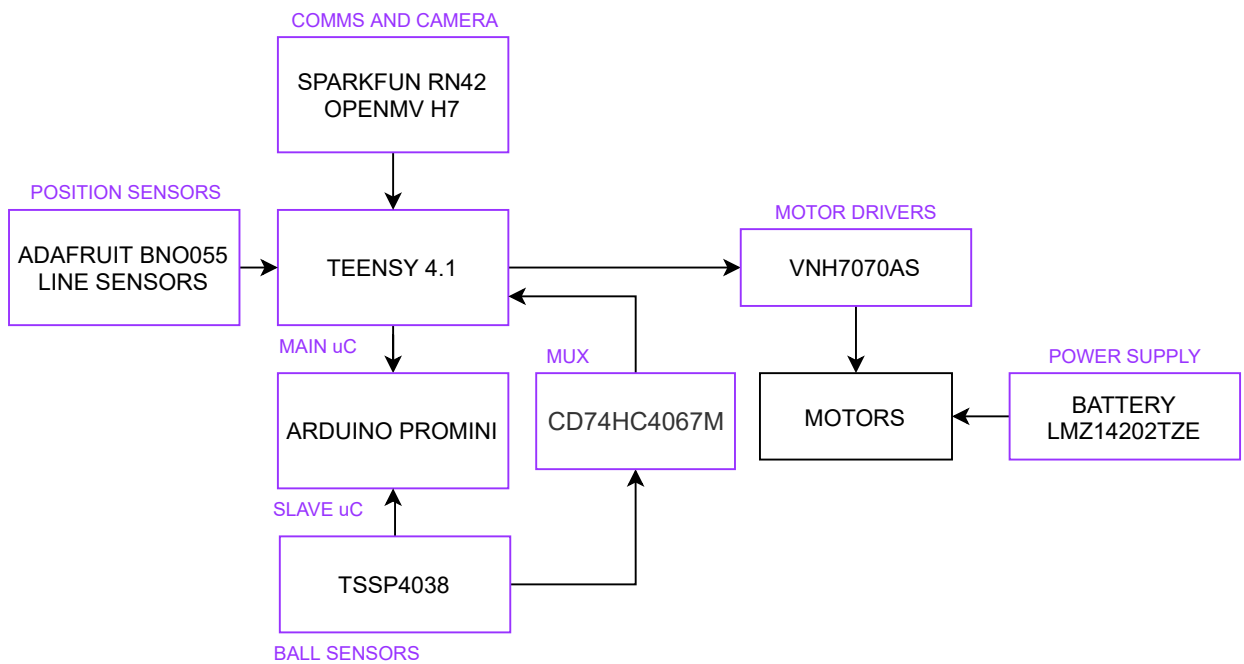 COMMS AND CAMERA
SPARKFUN RN42
OPENMV H7
POSITION SENSORS
ADAFRUIT BNO055
LINE SENSORS
TEENSY 4.1
MAIN uC
MOTOR DRIVERS
VNH7070AS
MUX
CD74HC4067M
POWER SUPPLY
BATTERY
LMZ14202TZE
MOTORS
ARDUINO PROMINI
SLAVE uC
TSSP4038
BALL SENSORS